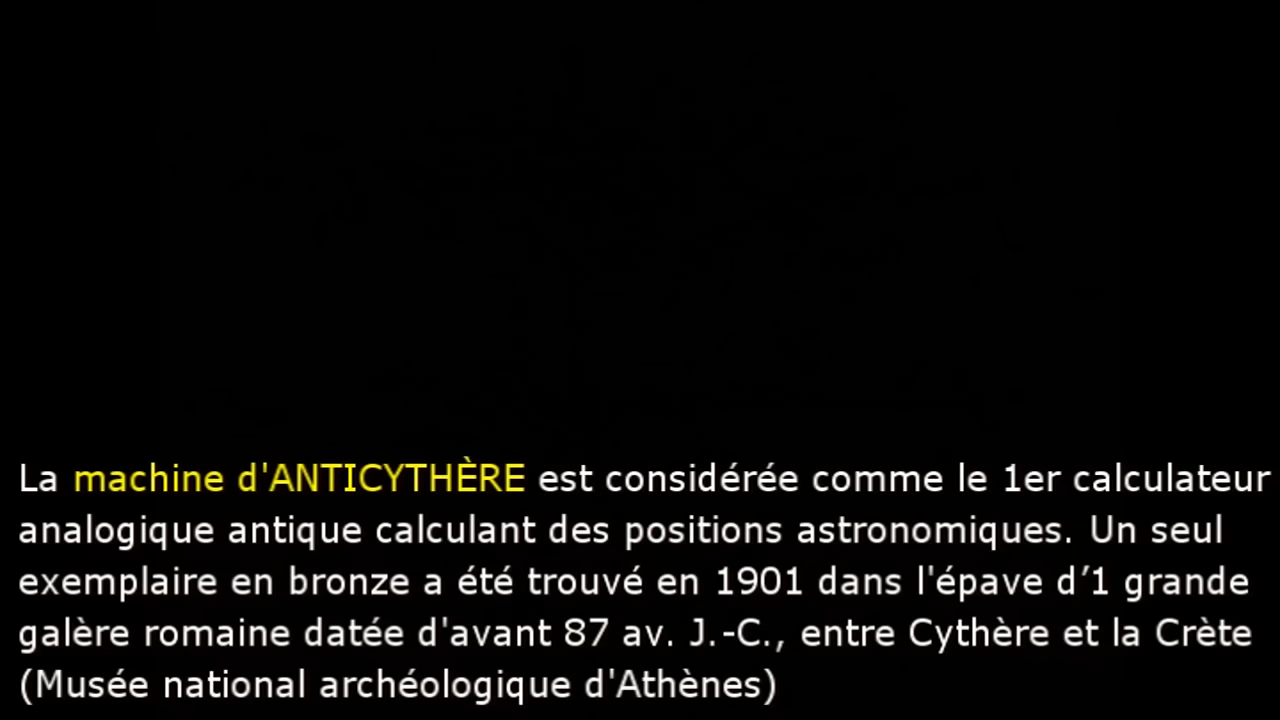 La machine d'ANTICYTHÈRE est considérée comme le 1er calculateur
analogique antique calculant des positions astronomiques. Un seul
exemplaire en bronze a été trouvé en 1901 dans l'épave d’1 grande
galère romaine datée d'avant 87 av. J.-C., entre Cythère et la Crète
(Musée national archéologique d'Athènes)